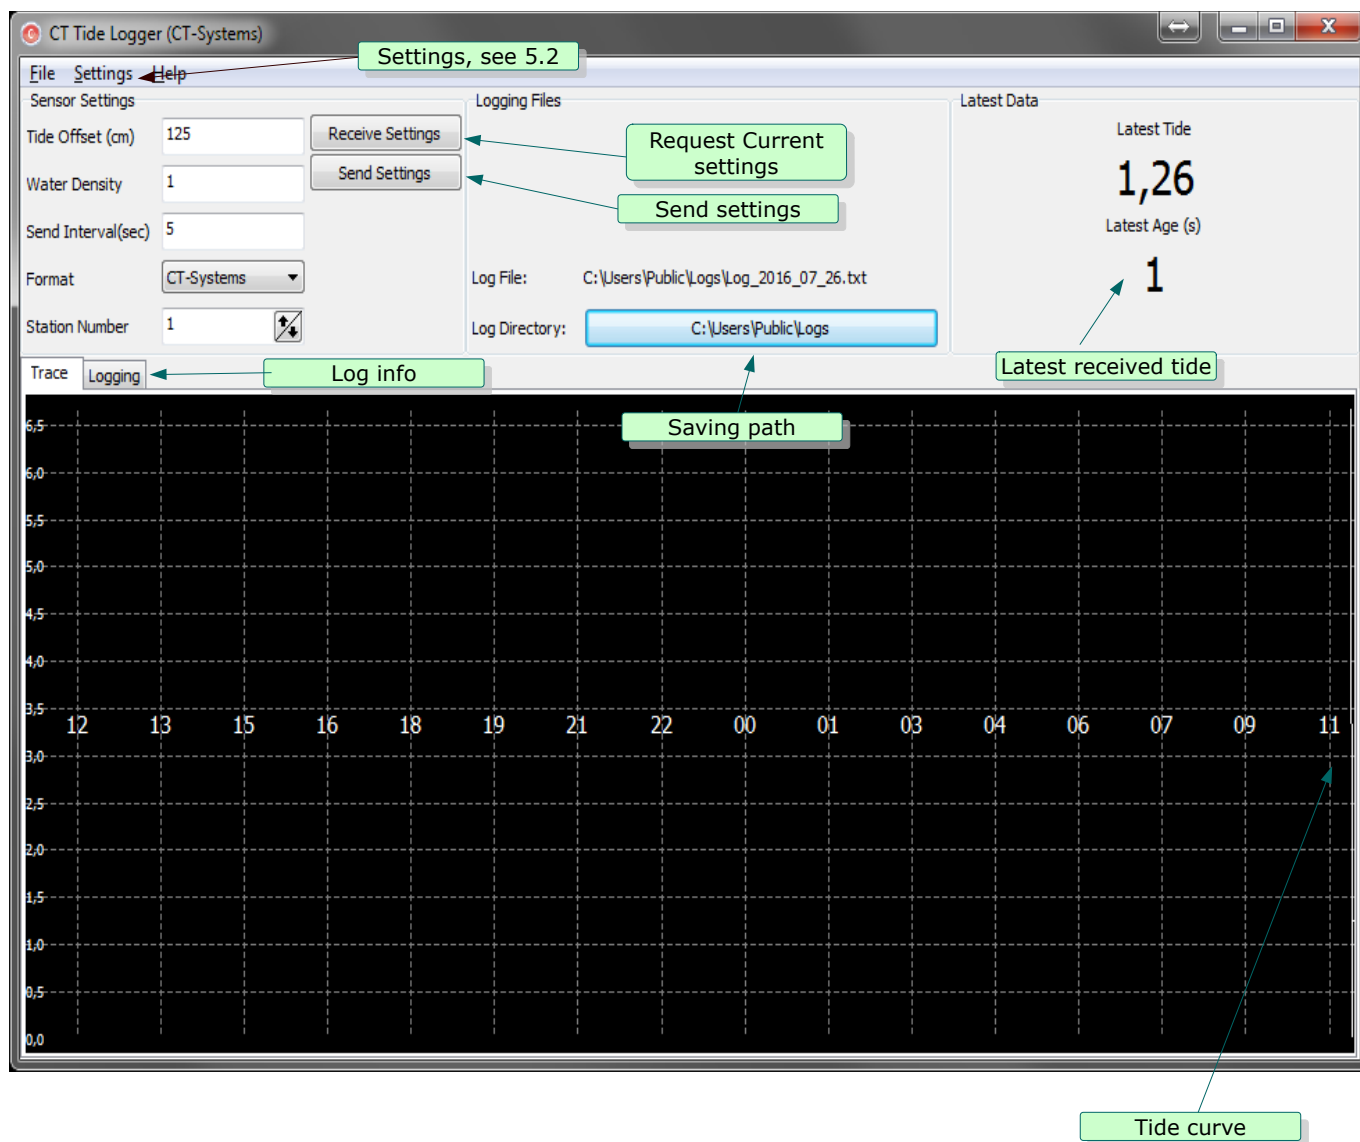 CT Tide Logger (CT-Systems)
Settings, see 5.2
File Settings Help
Sensor Settings
Logging Files
Latest Data
Tide Offset (cm) 125 Receive Settings
Request Current
settings
Latest Tide
1,26
Water Density 1 Send Settings
Send settings
Latest Age (s)
1
Send Interval(sec) 5
Format CT-Systems
Log File: C:\Users\Public\Logs\Log_2016_07_26.txt
Station Number 1
Log Directory: C:\Users\Public\Logs
Latest received tide
Trace Logging
Log info
Saving path
6,5
6,0
5,5
5,0
4,5
4,0
3,5
12 13 15 16 18 19 21 22 00 01 03 04 06 07 09 11
3,0
2,5
2,0
1,5
1,0
0,5
0,0
Tide curve